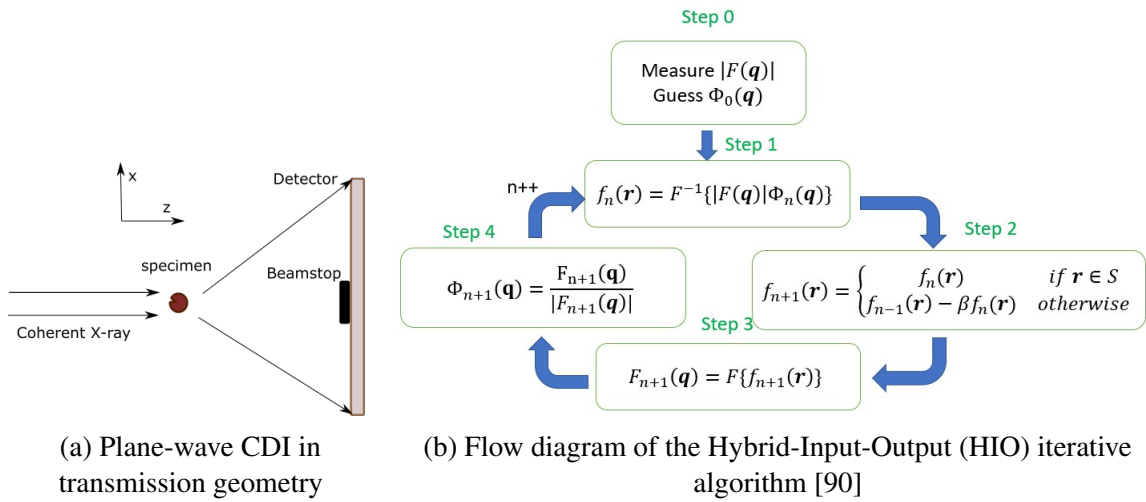 x
z
Detector
specimen
Beamstop
Coherent X-ray
(a) Plane-wave CDI in
transmission geometry
Step 0
Measure |F(𝒒)|
Guess Φ₀(𝒒)
Step 1
n++
fₙ(𝒓) = F⁻¹{|F(𝒒)|Φₙ(𝒒)}
Step 2
fₙ₊₁(𝒓) = { fₙ(𝒓) if 𝒓 ∈ S
fₙ₋₁(𝒓) − βfₙ(𝒓) otherwise
Step 3
Fₙ₊₁(𝒒) = F{fₙ₊₁(𝒓)}
Step 4
Φₙ₊₁(𝐪) = Fₙ₊₁(𝐪) / |Fₙ₊₁(𝒒)|
(b) Flow diagram of the Hybrid-Input-Output (HIO) iterative
algorithm [90]